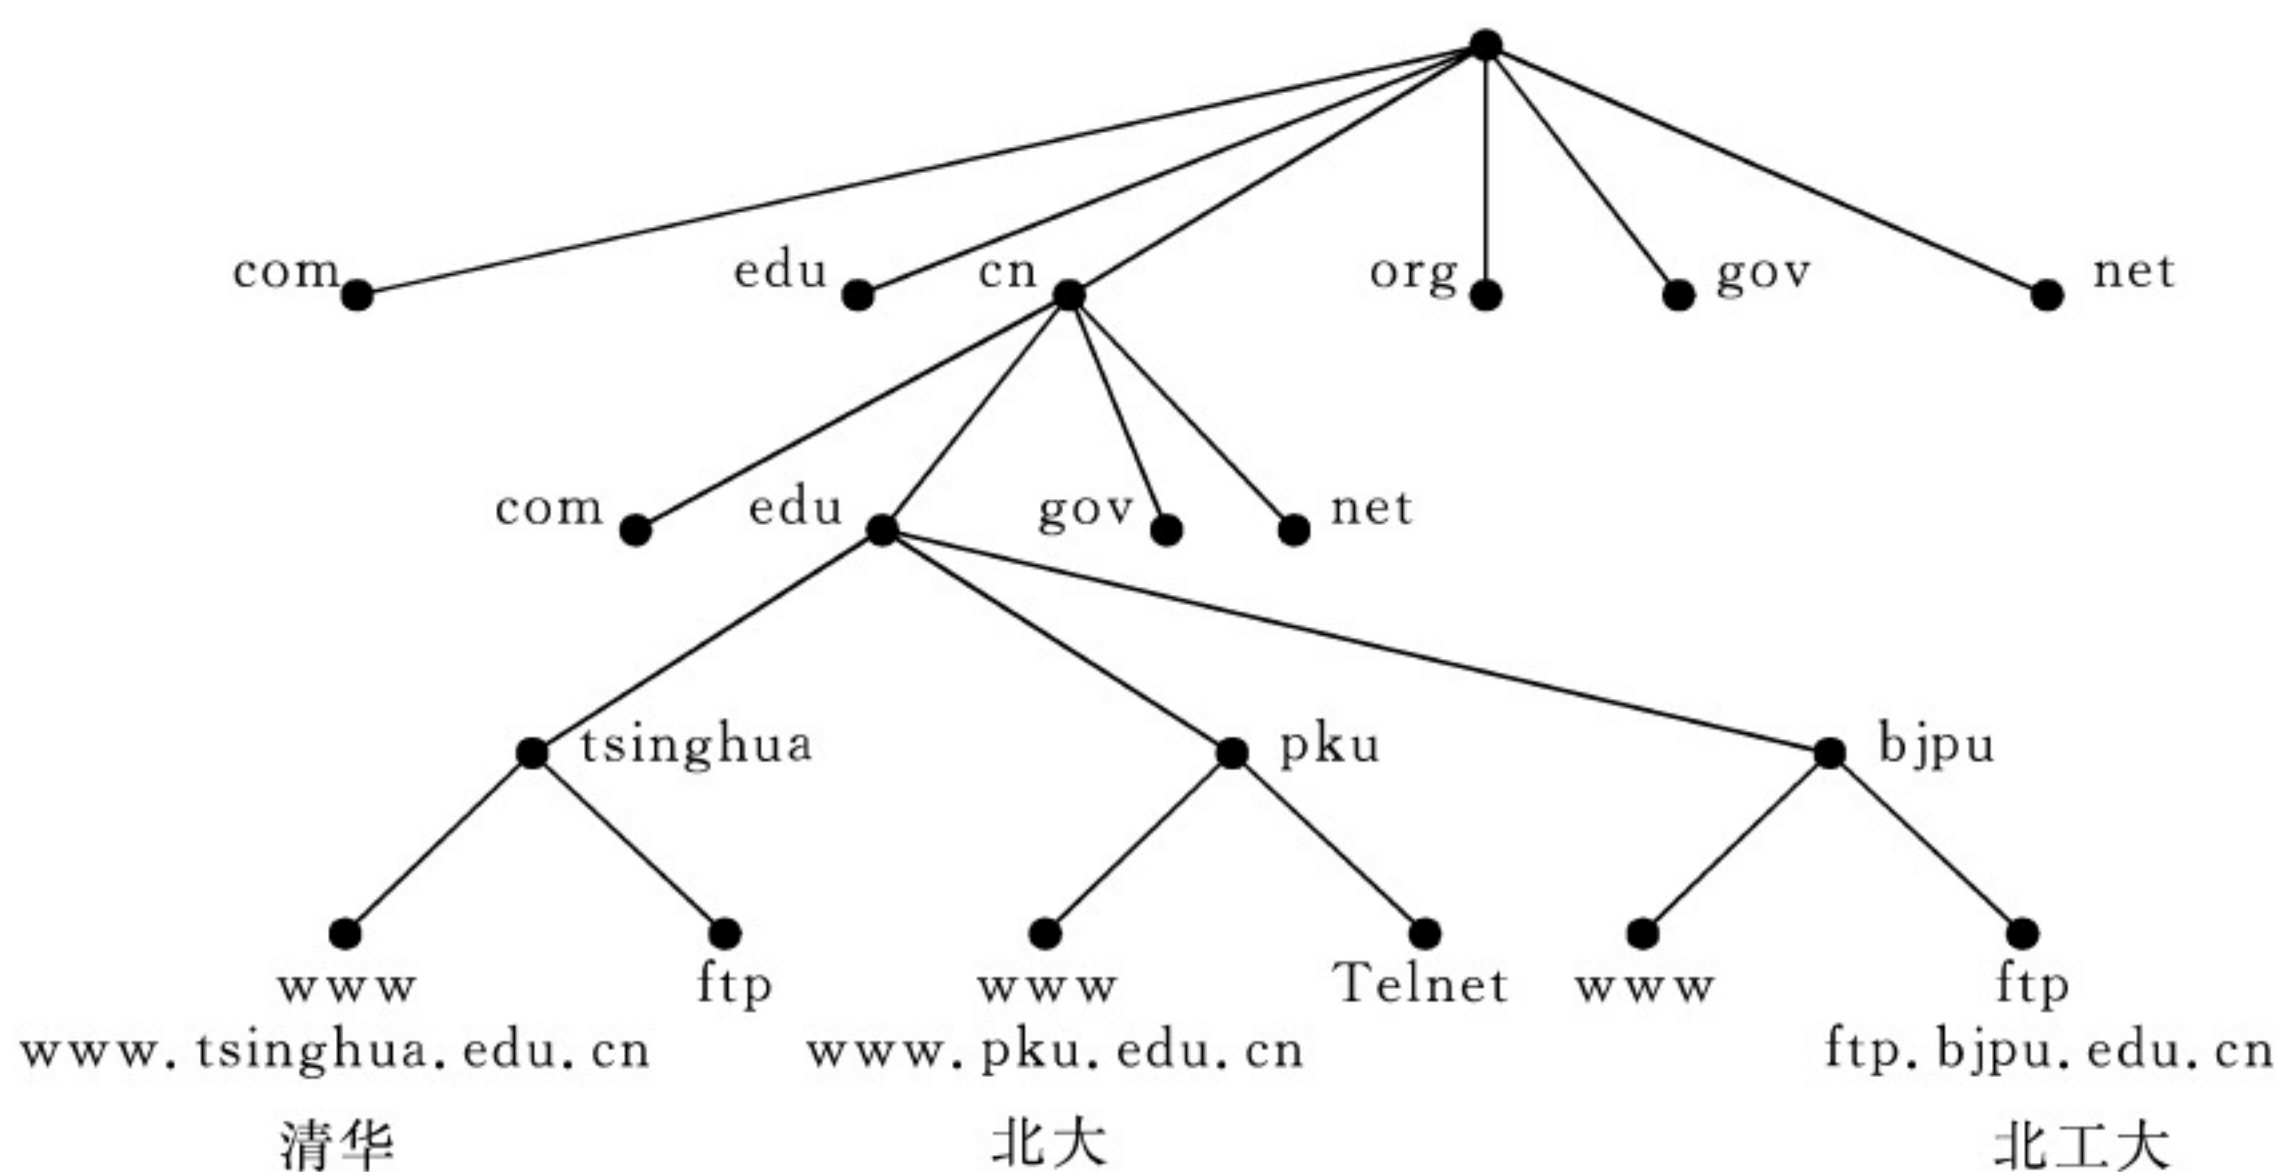 com edu cn org gov net
com edu gov net
tsinghua pku bjpu
www ftp www Telnet www ftp
www.tsinghua.edu.cn www.pku.edu.cn ftp.bjpu.edu.cn
清华 北大 北工大